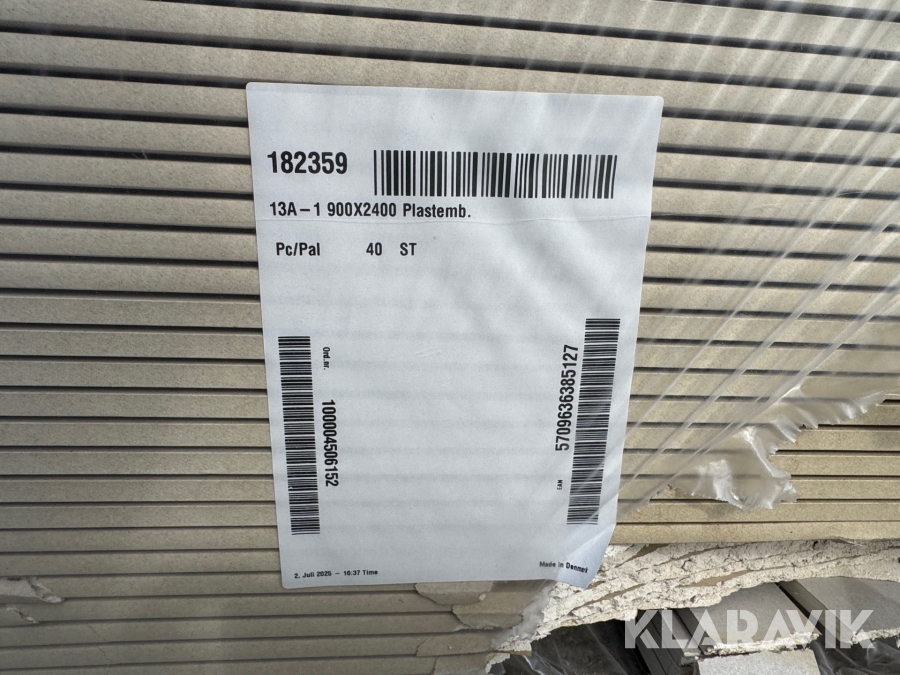 182359
13A-1 900X2400 Plastemb.
Pc/Pal 40 ST
Ord.nr.
100004506152
5709636385127
2. Juli 2025 - 16:37 Time
Made in Denmark
KLARAVIK